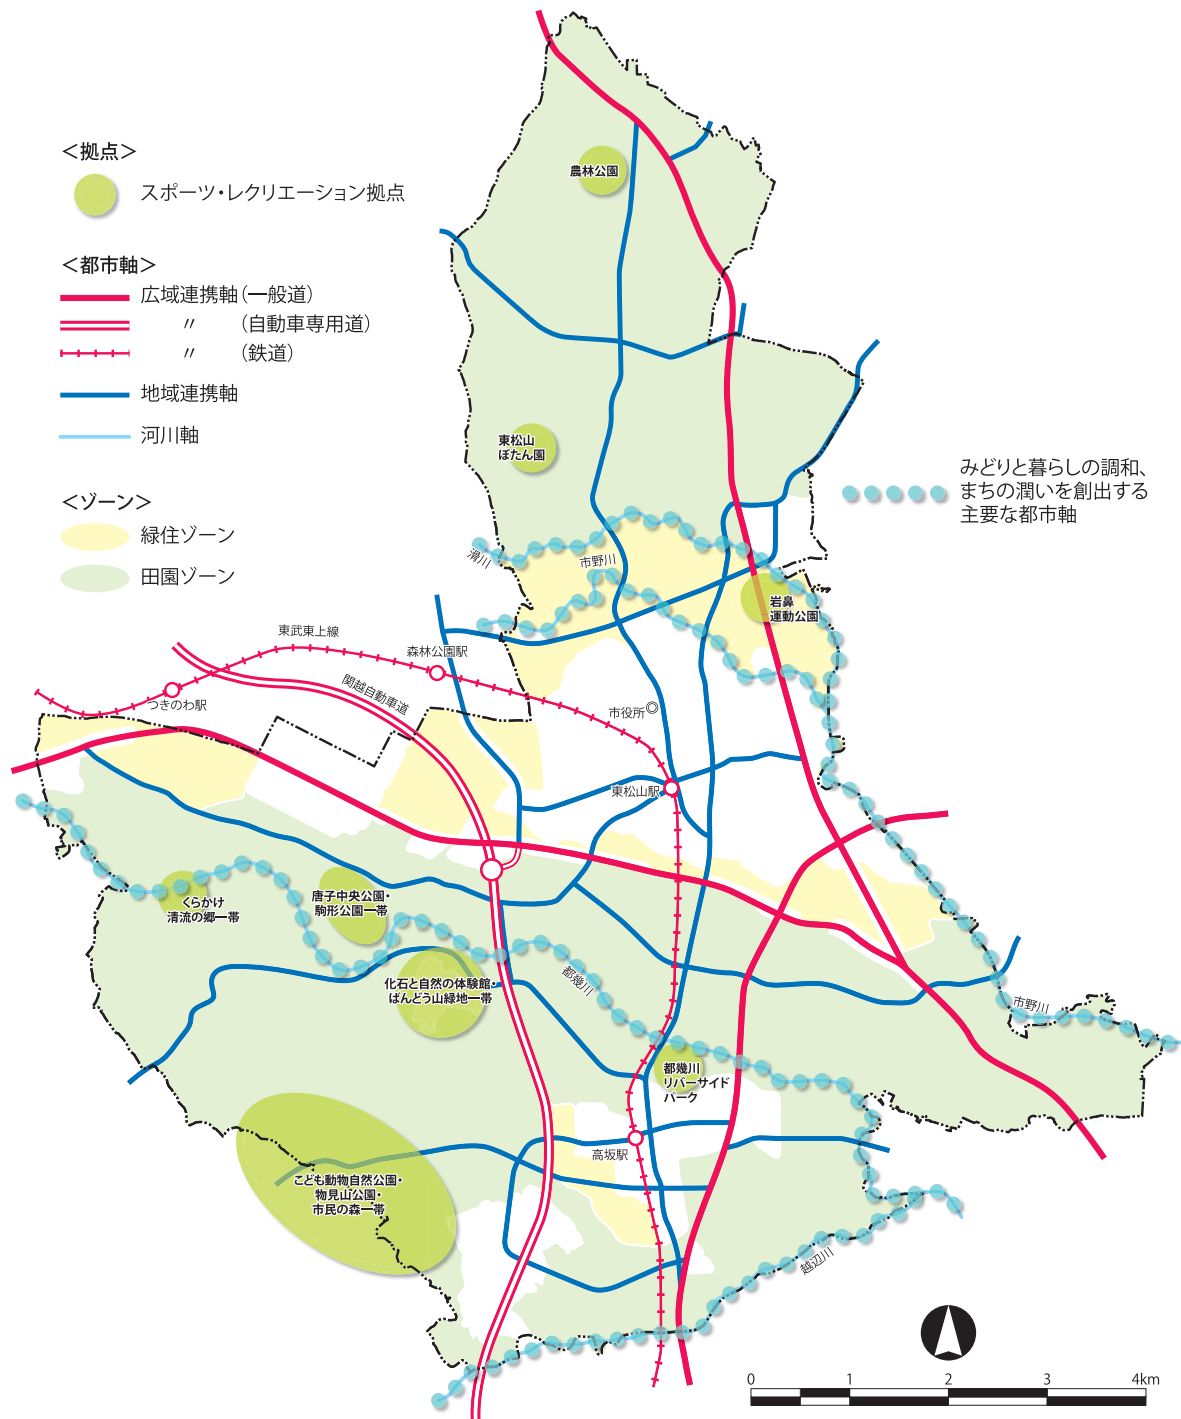 ＜拠点＞
スポーツ・レクリエーション拠点
＜都市軸＞
広域連携軸（一般道）
〃 （自動車専用道）
〃 （鉄道）
地域連携軸
河川軸
＜ゾーン＞
緑住ゾーン
田園ゾーン
みどりと暮らしの調和、
まちの潤いを創出する
主要な都市軸
農林公園
東松山
ぼたん園
滑川
市野川
岩鼻
運動公園
東武東上線
森林公園駅
つきのわ駅
関越自動車道
市役所
東松山駅
くらかけ
清流の郷一帯
唐子中央公園・
駒形公園一帯
化石と自然の体験館・
ばんどう山緑地一帯
都幾川
市野川
都幾川
リバーサイド
パーク
高坂駅
こども動物自然公園・
物見山公園・
市民の森一帯
越辺川
0 1 2 3 4km